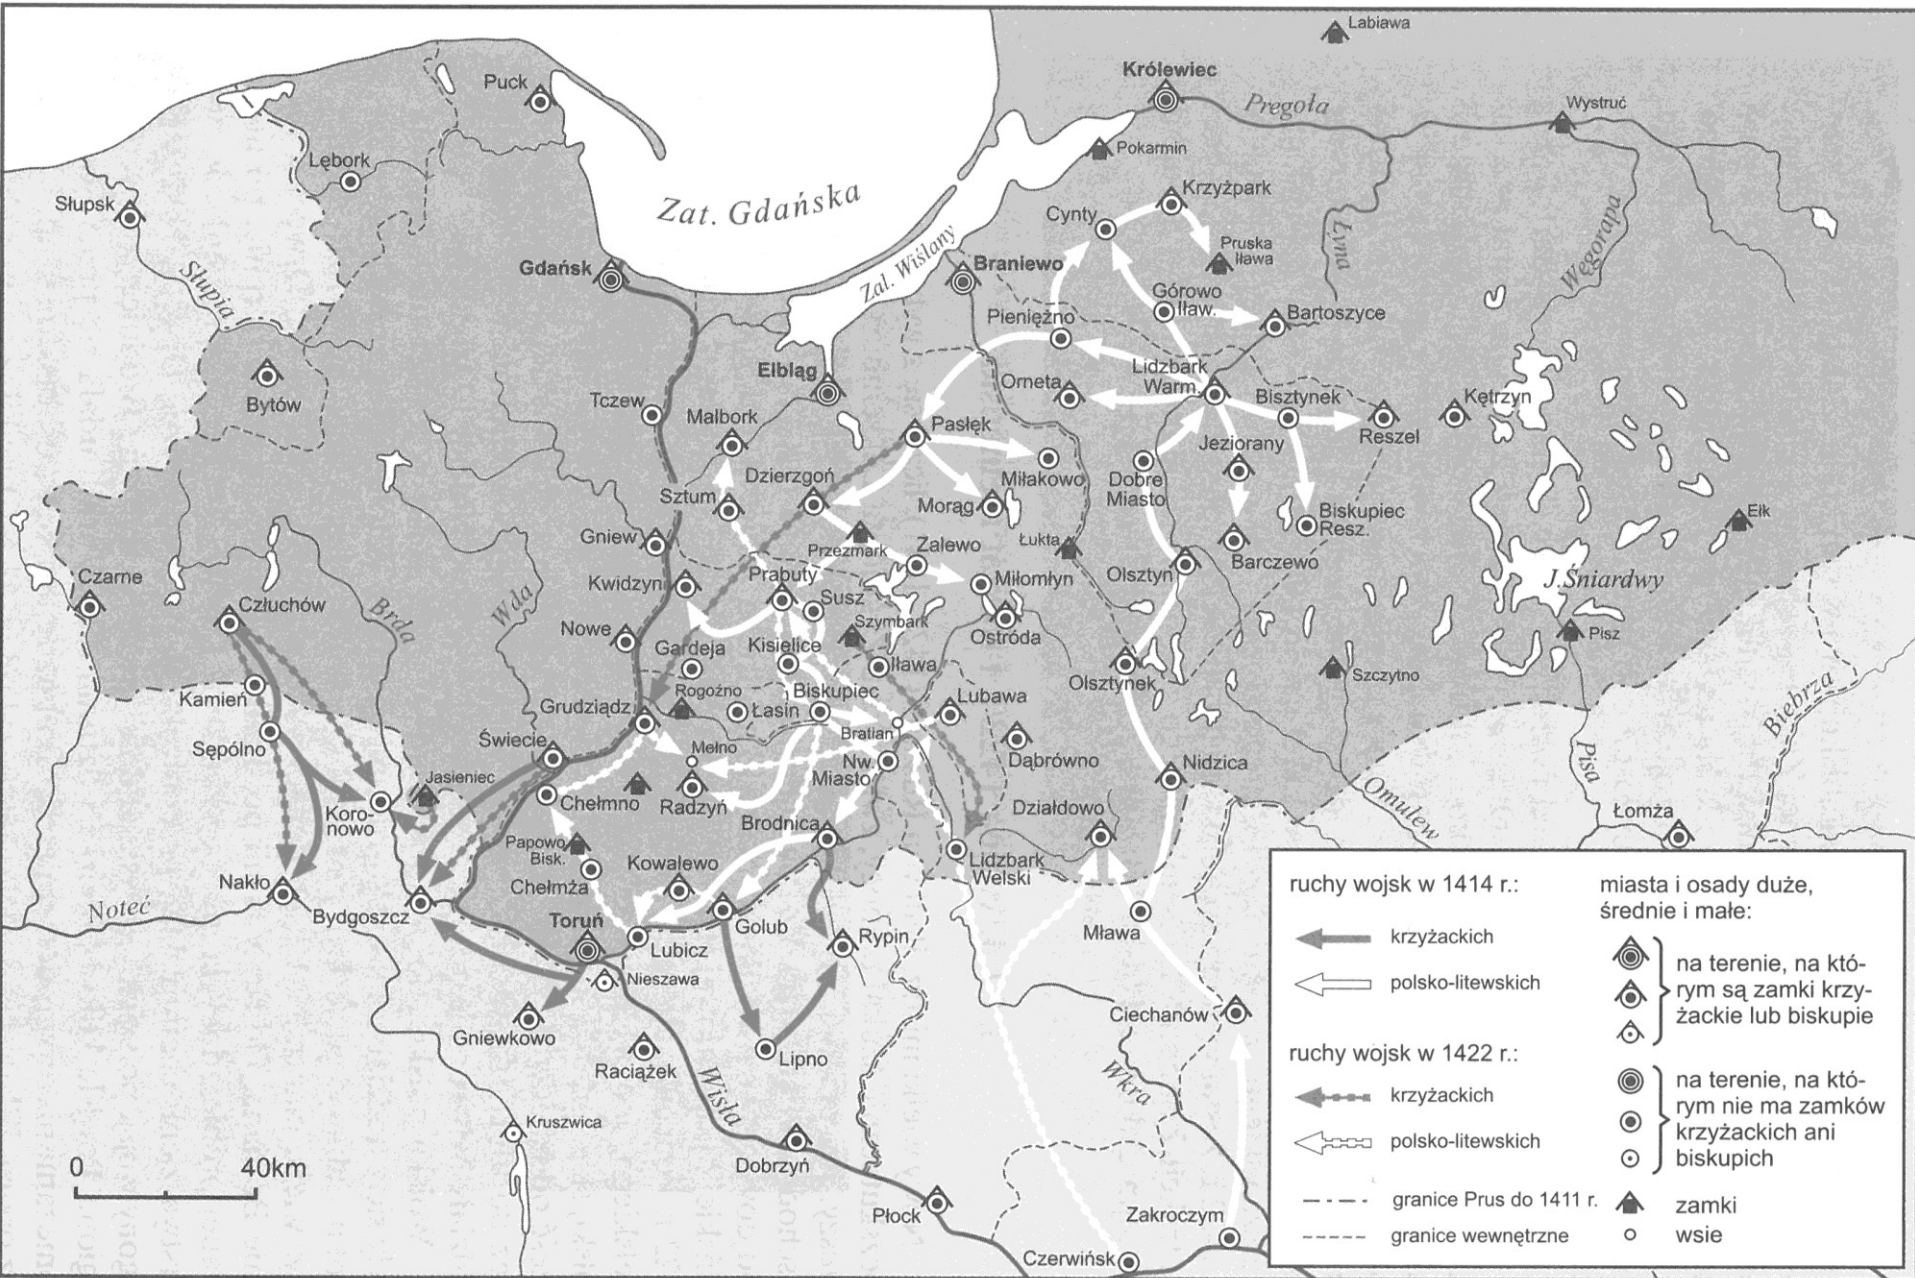 Labiawa
Królewiec
Puck
Pregoła
Wystruć
Pokarmin
Lębork
Krzyżpark
Słupsk
Zat. Gdańska
Cynty
Łyna
Węgorapa
Pruska
Iława
Zal. Wiślany
Braniewo
Gdańsk
Słupia
Górowo
Iław.
Bartoszyce
Pieniężno
Elbląg
Lidzbark
Warm.
Orneta
Bytów
Tczew
Malbork
Bisztynek
Kętrzyn
Reszel
Pasłęk
Jeziorany
Dzierzgoń
Miłakowo
Dobre
Miasto
Sztum
Morąg
Biskupiec
Resz.
Ełk
Gniew
Przezmark
Zalewo
Łukta
Barczewo
Czarne
Człuchów
Brda
Wda
Kwidzyn
Prabuty
Susz
Miłomłyn
Olsztyn
J.Śniardwy
Nowe
Gardeja
Kisielice
Szymbark
Ostróda
Pisz
Iława
Olsztynek
Szczytno
Kamień
Rogoźno
Biskupiec
Lubawa
Grudziądz
Łasin
Biebrza
Sępólno
Świecie
Mełno
Bratian
Nw.
Miasto
Dąbrówno
Nidzica
Pisa
Jasieniec
Koro-
nowo
Chełmno
Radzyń
Działdowo
Omulew
Łomża
Brodnica
Papowo
Bisk.
Kowalewo
Lidzbark
Welski
Chełmża
Nakło
Noteć
Bydgoszcz
Toruń
Golub
Mława
Lubicz
Rypin
Nieszawa
Gniewkowo
Ciechanów
Raciążek
Lipno
Wisła
Wkra
Kruszwica
Dobrzyń
0 40km
Płock
Zakroczym
Czerwińsk
ruchy wojsk w 1414 r.:
krzyżackich
polsko-litewskich
ruchy wojsk w 1422 r.:
krzyżackich
polsko-litewskich
granice Prus do 1411 r.
granice wewnętrzne
miasta i osady duże,
średnie i małe:
na terenie, na któ-
rym są zamki krzy-
żackie lub biskupie
na terenie, na któ-
rym nie ma zamków
krzyżackich ani
biskupich
zamki
wsie